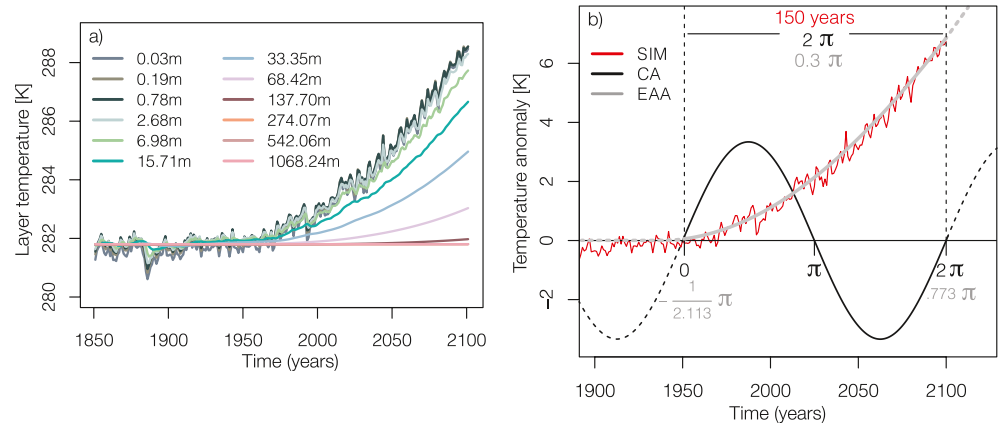 a)
Layer temperature [K]
288
286
284
282
280
0.03m
0.19m
0.78m
2.68m
6.98m
15.71m
33.35m
68.42m
137.70m
274.07m
542.06m
1068.24m
1850 1900 1950 2000 2050 2100
Time (years)
b)
Temperature anomaly [K]
6
4
2
0
−2
SIM
CA
EAA
150 years
2 π
0.3 π
0 π 2 π
− 1/2.113 π
.773 π
1900 1950 2000 2050 2100
Time (years)